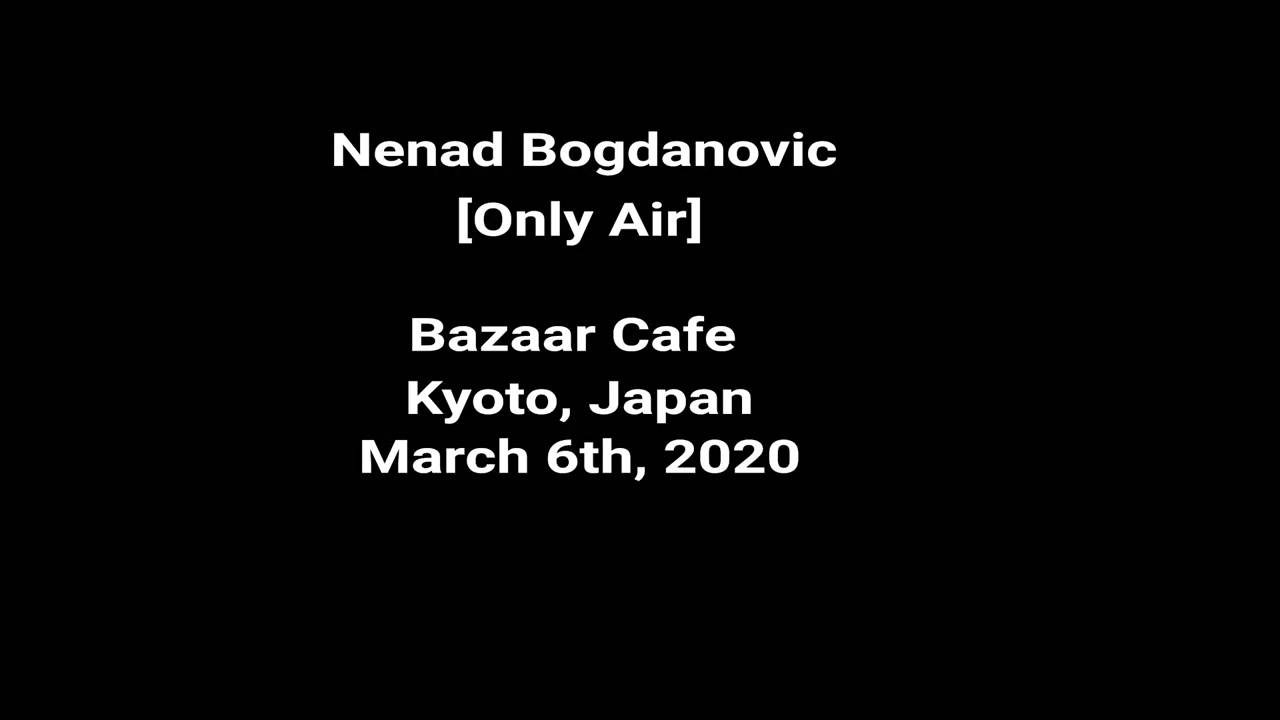 Nenad Bogdanovic
[Only Air]
Bazaar Cafe
Kyoto, Japan
March 6th, 2020